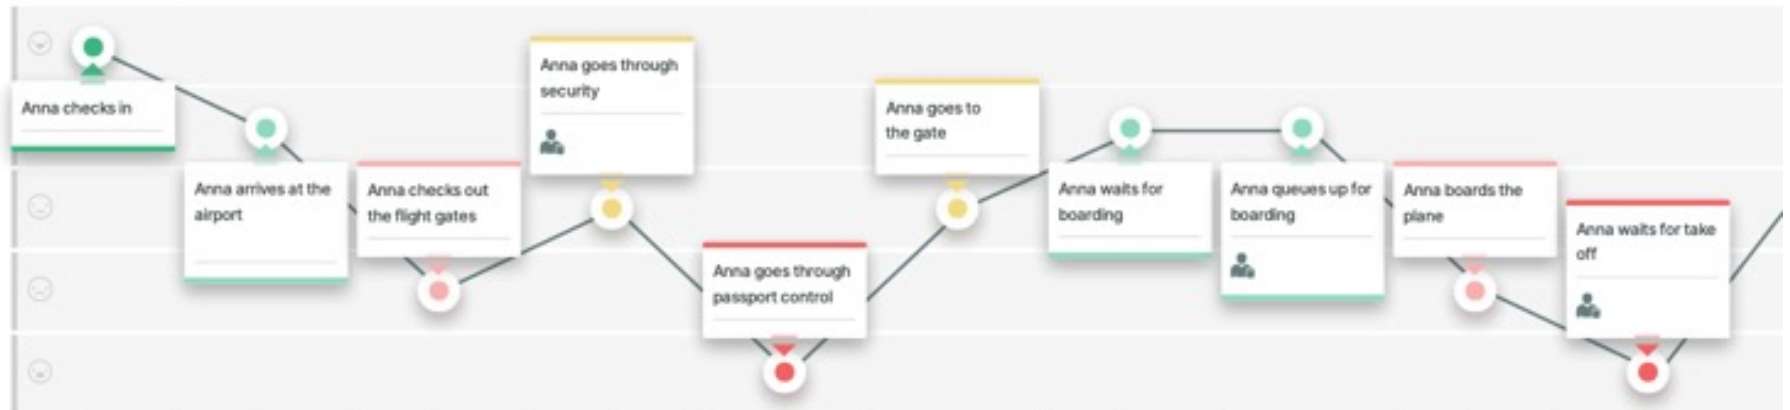 Anna checks in
Anna arrives at the
airport
Anna checks out
the flight gates
Anna goes through
security
Anna goes through
passport control
Anna goes to
the gate
Anna waits for
boarding
Anna queues up for
boarding
Anna boards the
plane
Anna waits for take
off